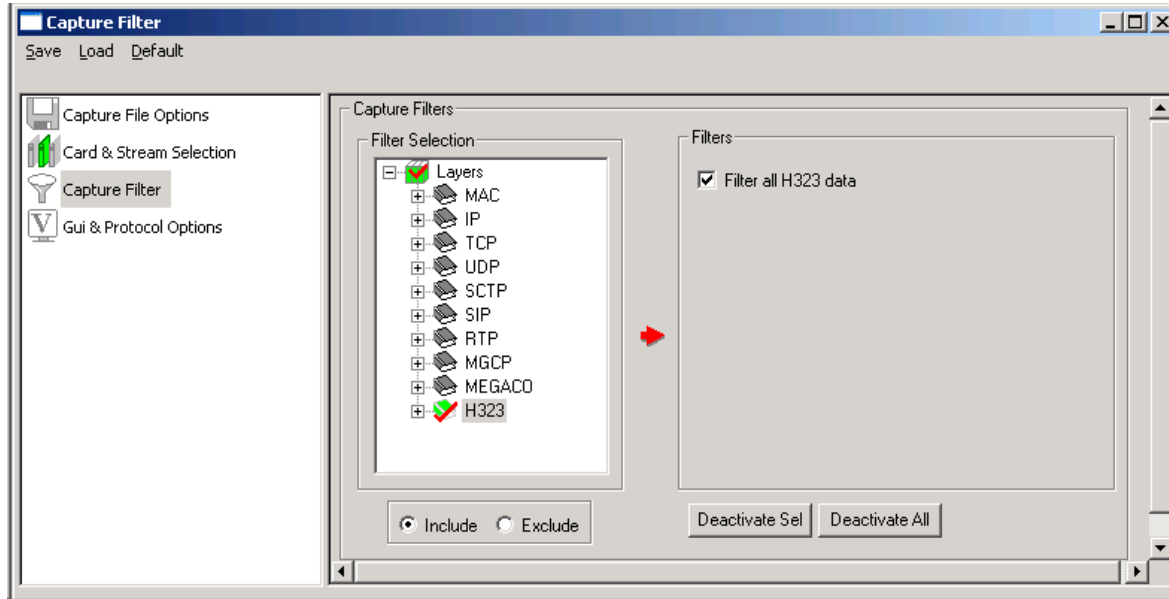 Capture Filter
Save Load Default
Capture File Options
Card & Stream Selection
Capture Filter
Gui & Protocol Options
Capture Filters
Filter Selection
Layers
MAC
IP
TCP
UDP
SCTP
SIP
RTP
MGCP
MEGACO
H323
Include Exclude
Filters
Filter all H323 data
Deactivate Sel Deactivate All